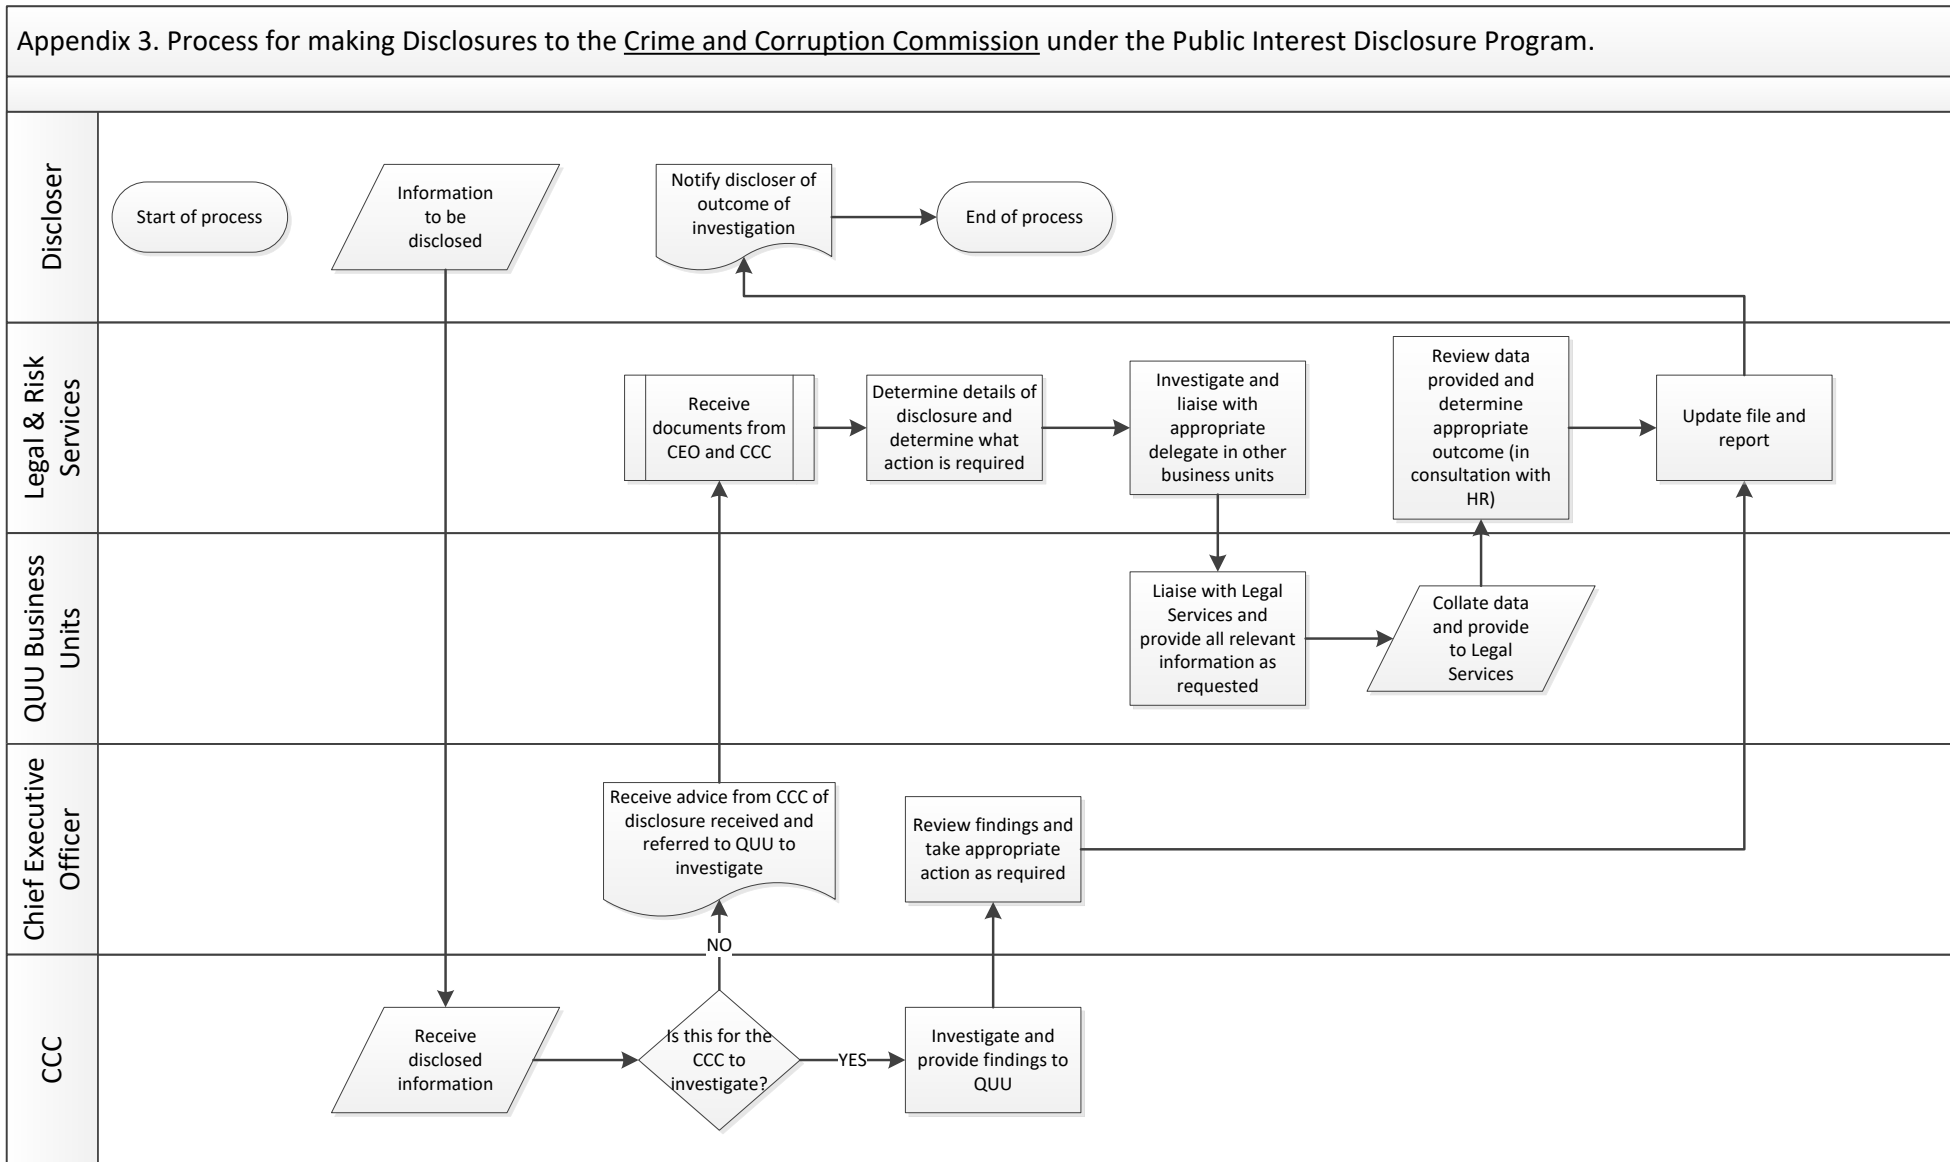 Appendix 3. Process for making Disclosures to the Crime and Corruption Commission under the Public Interest Disclosure Program.
Discloser
Start of process
Information
to be
disclosed
Notify discloser of
outcome of
investigation
End of process
Legal & Risk
Services
Receive
documents from
CEO and CCC
Determine details of
disclosure and
determine what
action is required
Investigate and
liaise with
appropriate
delegate in other
business units
Review data
provided and
determine
appropriate
outcome (in
consultation with
HR)
Update file and
report
QUU Business
Units
Liaise with Legal
Services and
provide all relevant
information as
requested
Collate data
and provide
to Legal
Services
Chief Executive
Officer
Receive advice from CCC of
disclosure received and
referred to QUU to
investigate
Review findings and
take appropriate
action as required
NO
CCC
Receive
disclosed
information
Is this for the
CCC to
investigate?
YES
Investigate and
provide findings to
QUU